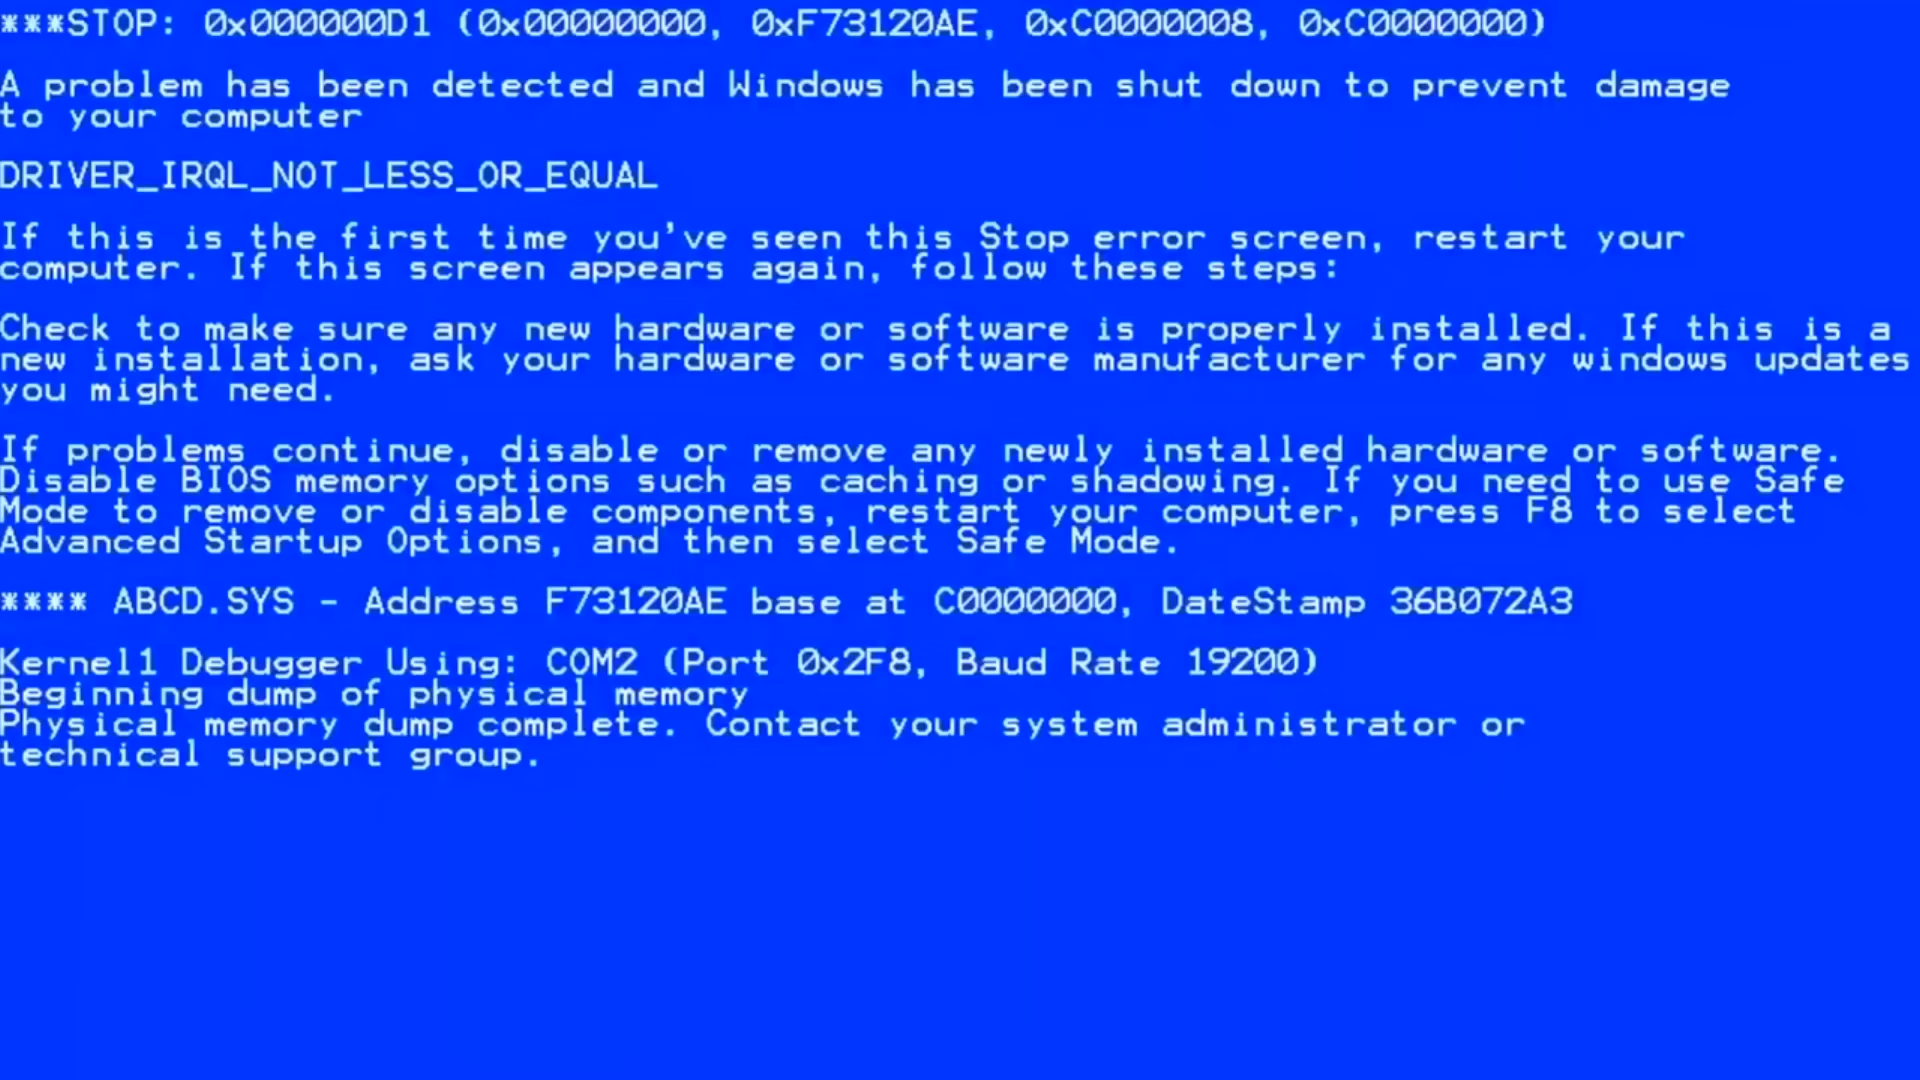 ***STOP: 0x000000D1 (0x00000000, 0xF73120AE, 0xC0000008, 0xC0000000)
A problem has been detected and Windows has been shut down to prevent damage
to your computer
DRIVER_IRQL_NOT_LESS_OR_EQUAL
If this is the first time you've seen this Stop error screen, restart your
computer. If this screen appears again, follow these steps:
Check to make sure any new hardware or software is properly installed. If this is a
new installation, ask your hardware or software manufacturer for any windows updates
you might need.
If problems continue, disable or remove any newly installed hardware or software.
Disable BIOS memory options such as caching or shadowing. If you need to use Safe
Mode to remove or disable components, restart your computer, press F8 to select
Advanced Startup Options, and then select Safe Mode.
**** ABCD.SYS - Address F73120AE base at C0000000, DateStamp 36B072A3
Kernel1 Debugger Using: COM2 (Port 0x2F8, Baud Rate 19200)
Beginning dump of physical memory
Physical memory dump complete. Contact your system administrator or
technical support group.